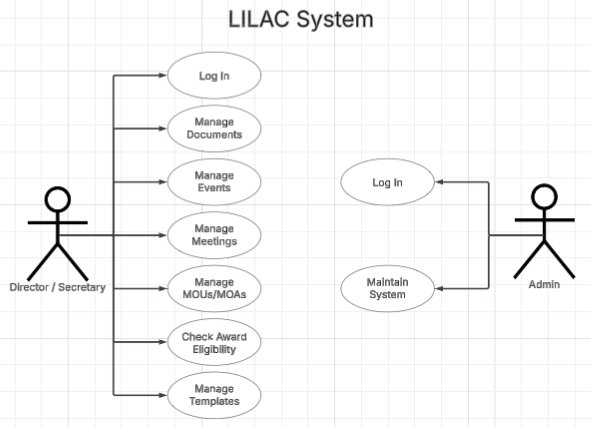 LILAC System
Log In
Manage
Documents
Manage
Events
Manage
Meetings
Manage
MOUs/MOAs
Check Award
Eligibility
Manage
Templates
Director / Secretary
Log In
Maintain
System
Admin